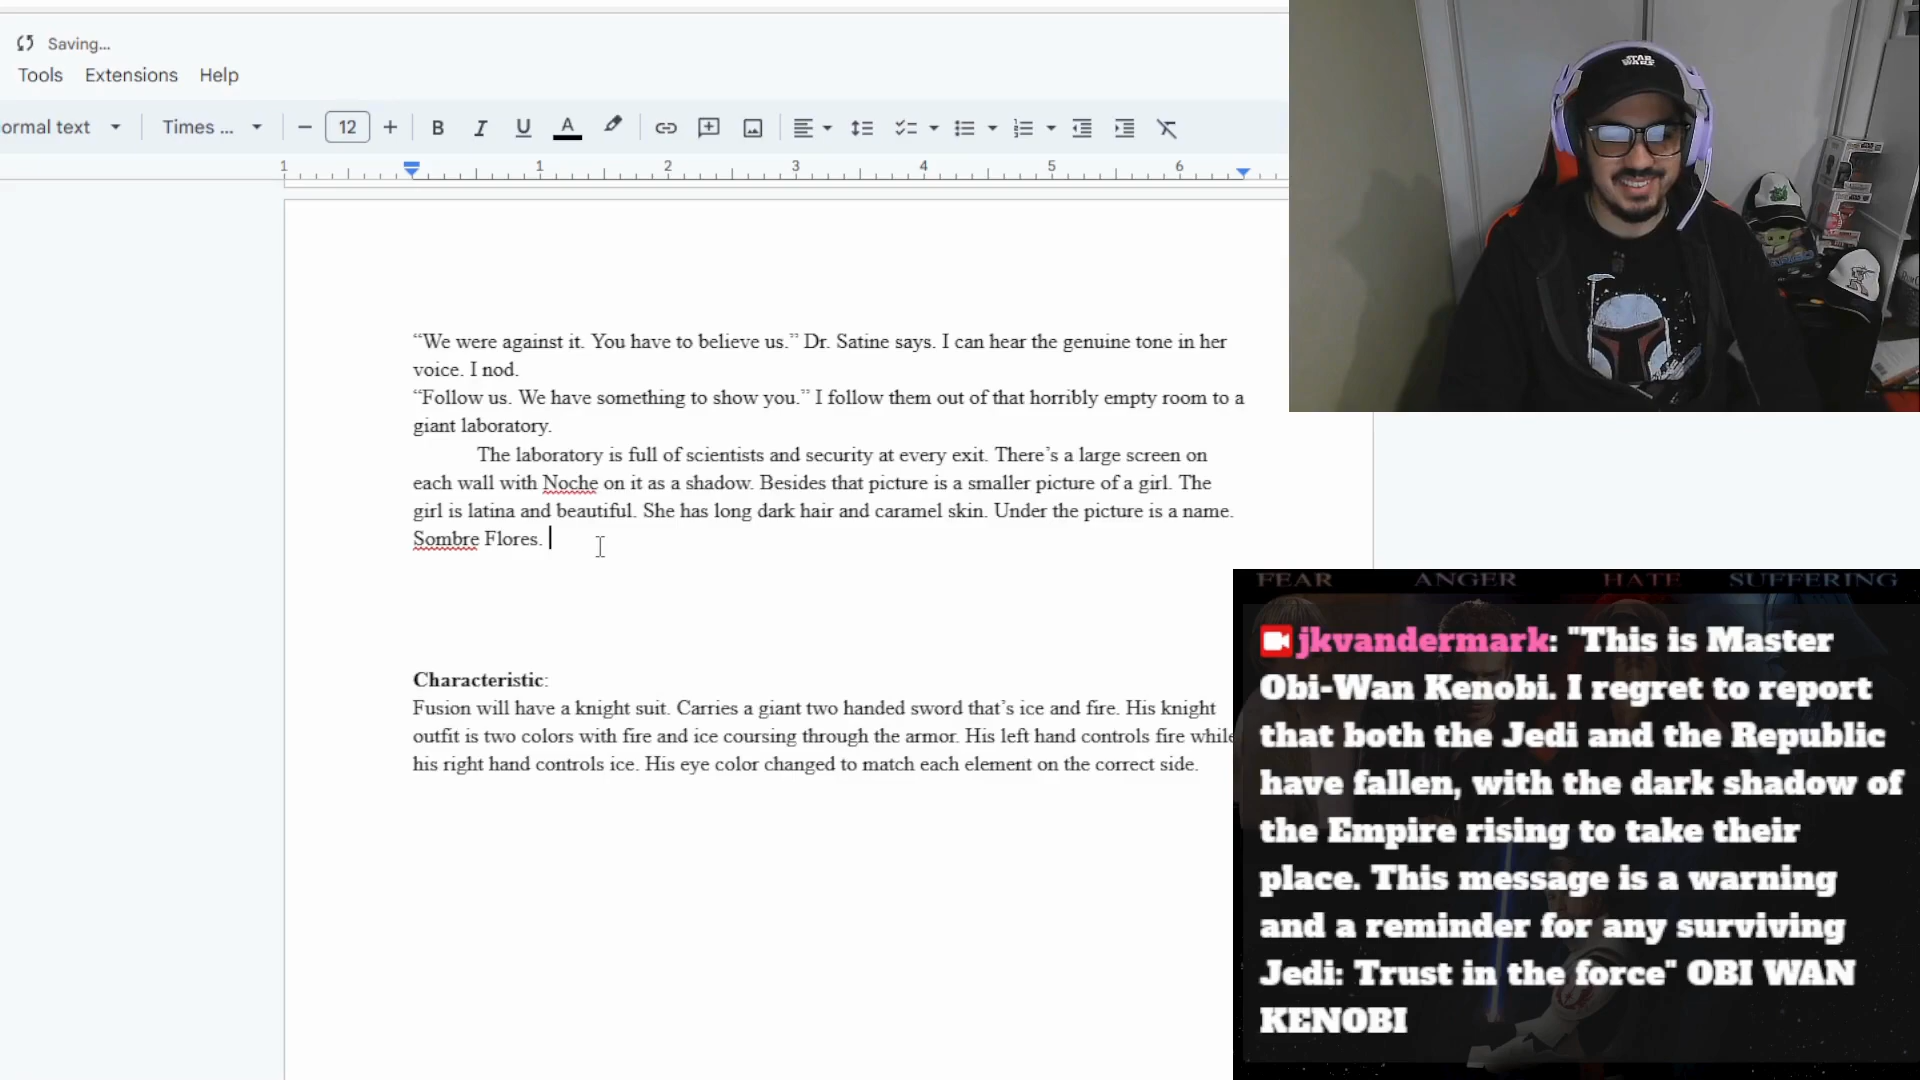 Saving...
Tools Extensions Help
ormal text Times ... − 12 + B I U A
1 1 2 3 4 5 6
STAR WARS
“We were against it. You have to believe us.” Dr. Satine says. I can hear the genuine tone in her
voice. I nod.
“Follow us. We have something to show you.” I follow them out of that horribly empty room to a
giant laboratory.
The laboratory is full of scientists and security at every exit. There’s a large screen on
each wall with Noche on it as a shadow. Besides that picture is a smaller picture of a girl. The
girl is latina and beautiful. She has long dark hair and caramel skin. Under the picture is a name.
Sombre Flores.
Characteristic:
Fusion will have a knight suit. Carries a giant two handed sword that’s ice and fire. His knight
outfit is two colors with fire and ice coursing through the armor. His left hand controls fire while
his right hand controls ice. His eye color changed to match each element on the correct side.
FEAR ANGER HATE SUFFERING
jkvandermark: "This is Master
Obi-Wan Kenobi. I regret to report
that both the Jedi and the Republic
have fallen, with the dark shadow of
the Empire rising to take their
place. This message is a warning
and a reminder for any surviving
Jedi: Trust in the force" OBI WAN
KENOBI